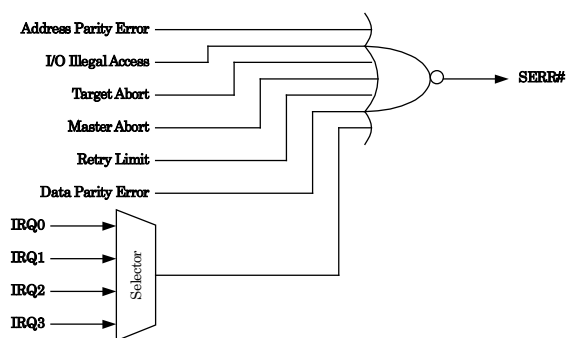 Address Parity Error
I/O Illegal Access
SERR#
Target Abort
Master Abort
Retry Limit
Data Parity Error
IRQ0
IRQ1
IRQ2
IRQ3
Selector